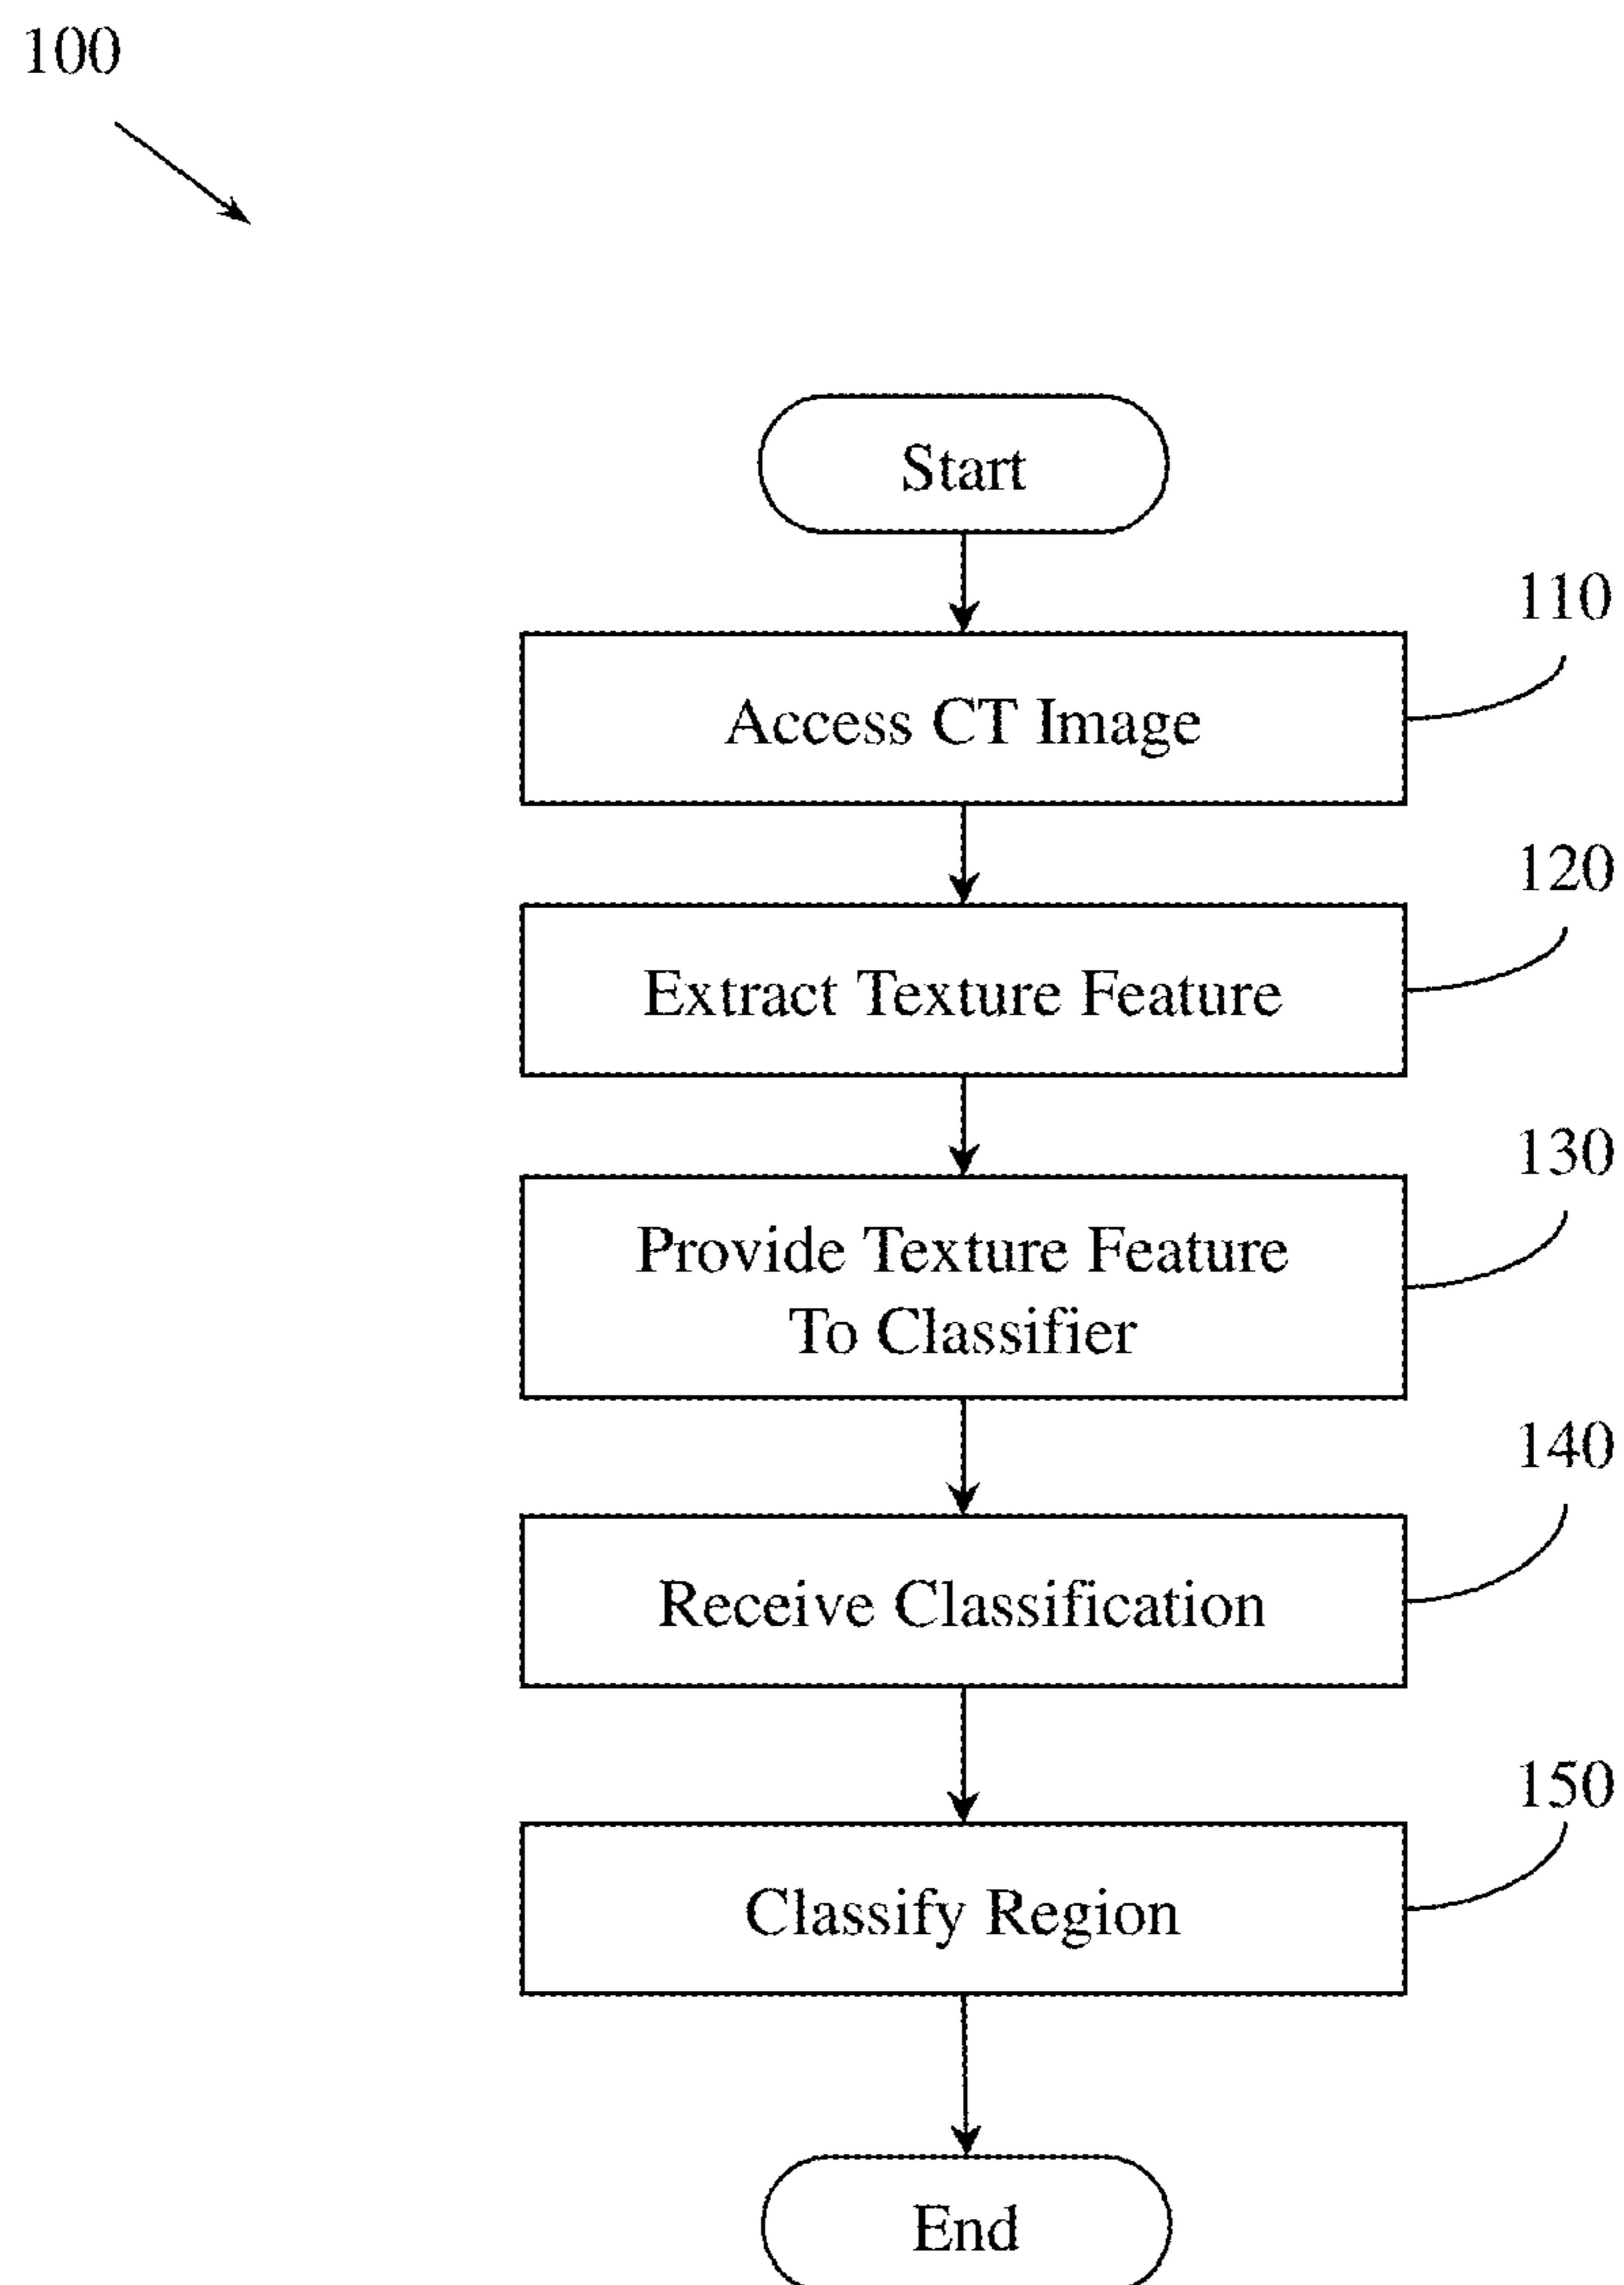 100
Start
110
Access CT Image
120
Extract Texture Feature
130
Provide Texture Feature
To Classifier
140
Receive Classification
150
Classify Region
End